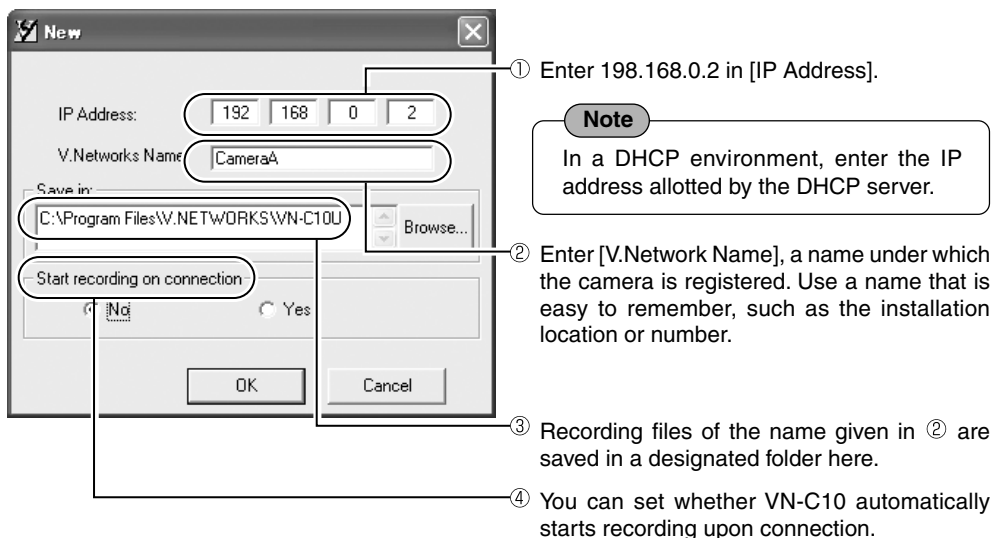 New
IP Address: 192 168 0 2
V.Networks Name CameraA
Save in:
C:\Program Files\V.NETWORKS\VN-C10U
Browse...
Start recording on connection
No Yes
OK Cancel
① Enter 198.168.0.2 in [IP Address].
Note
In a DHCP environment, enter the IP
address allotted by the DHCP server.
② Enter [V.Network Name], a name under which
the camera is registered. Use a name that is
easy to remember, such as the installation
location or number.
③ Recording files of the name given in ② are
saved in a designated folder here.
④ You can set whether VN-C10 automatically
starts recording upon connection.